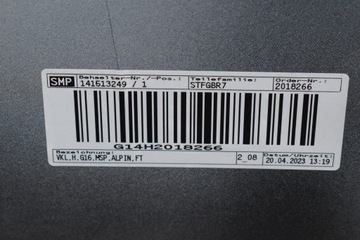 SMP Behaelter-Nr./-Pos.: Teilefamilie: Order-Nr.:
141613249 / 1 STFGBR7 2018266
G14H2018266
Bezeichnung: 2_08 Datum/Uhrzeit:
VKL,H,G16,MSP,ALPIN,FT 20.04.2023 13:19